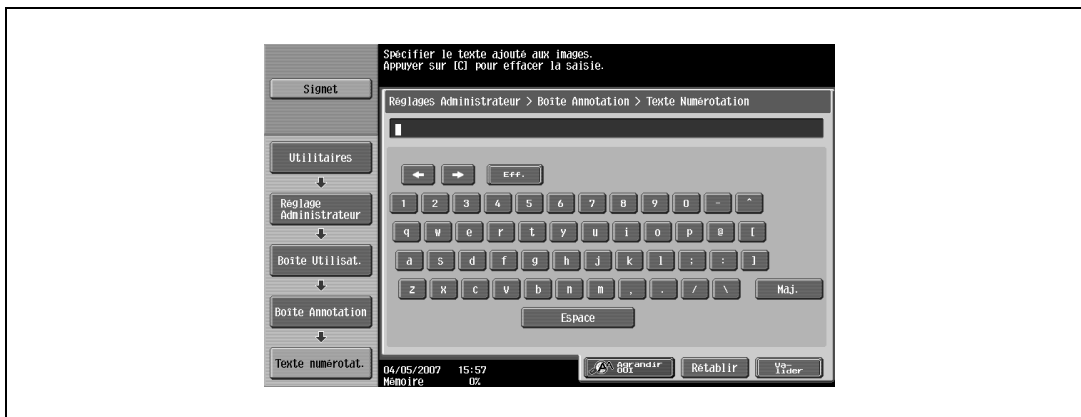 Spécifier le texte ajouté aux images.
Appuyer sur [C] pour effacer la saisie.
Signet
Réglages Administrateur > Boîte Annotation > Texte Numérotation
Utilitaires
Eff.
Réglage
Administrateur
1 2 3 4 5 6 7 8 9 0 - ^
q w e r t y u i o p @ [
Boîte Utilisat.
a s d f g h j k l ; : ]
z x c v b n m , . / \ Maj.
Boîte Annotation
Espace
Texte numérotat.
04/05/2007 15:57
Mémoire 0%
Agrandir
001
Rétablir
Va-
lider